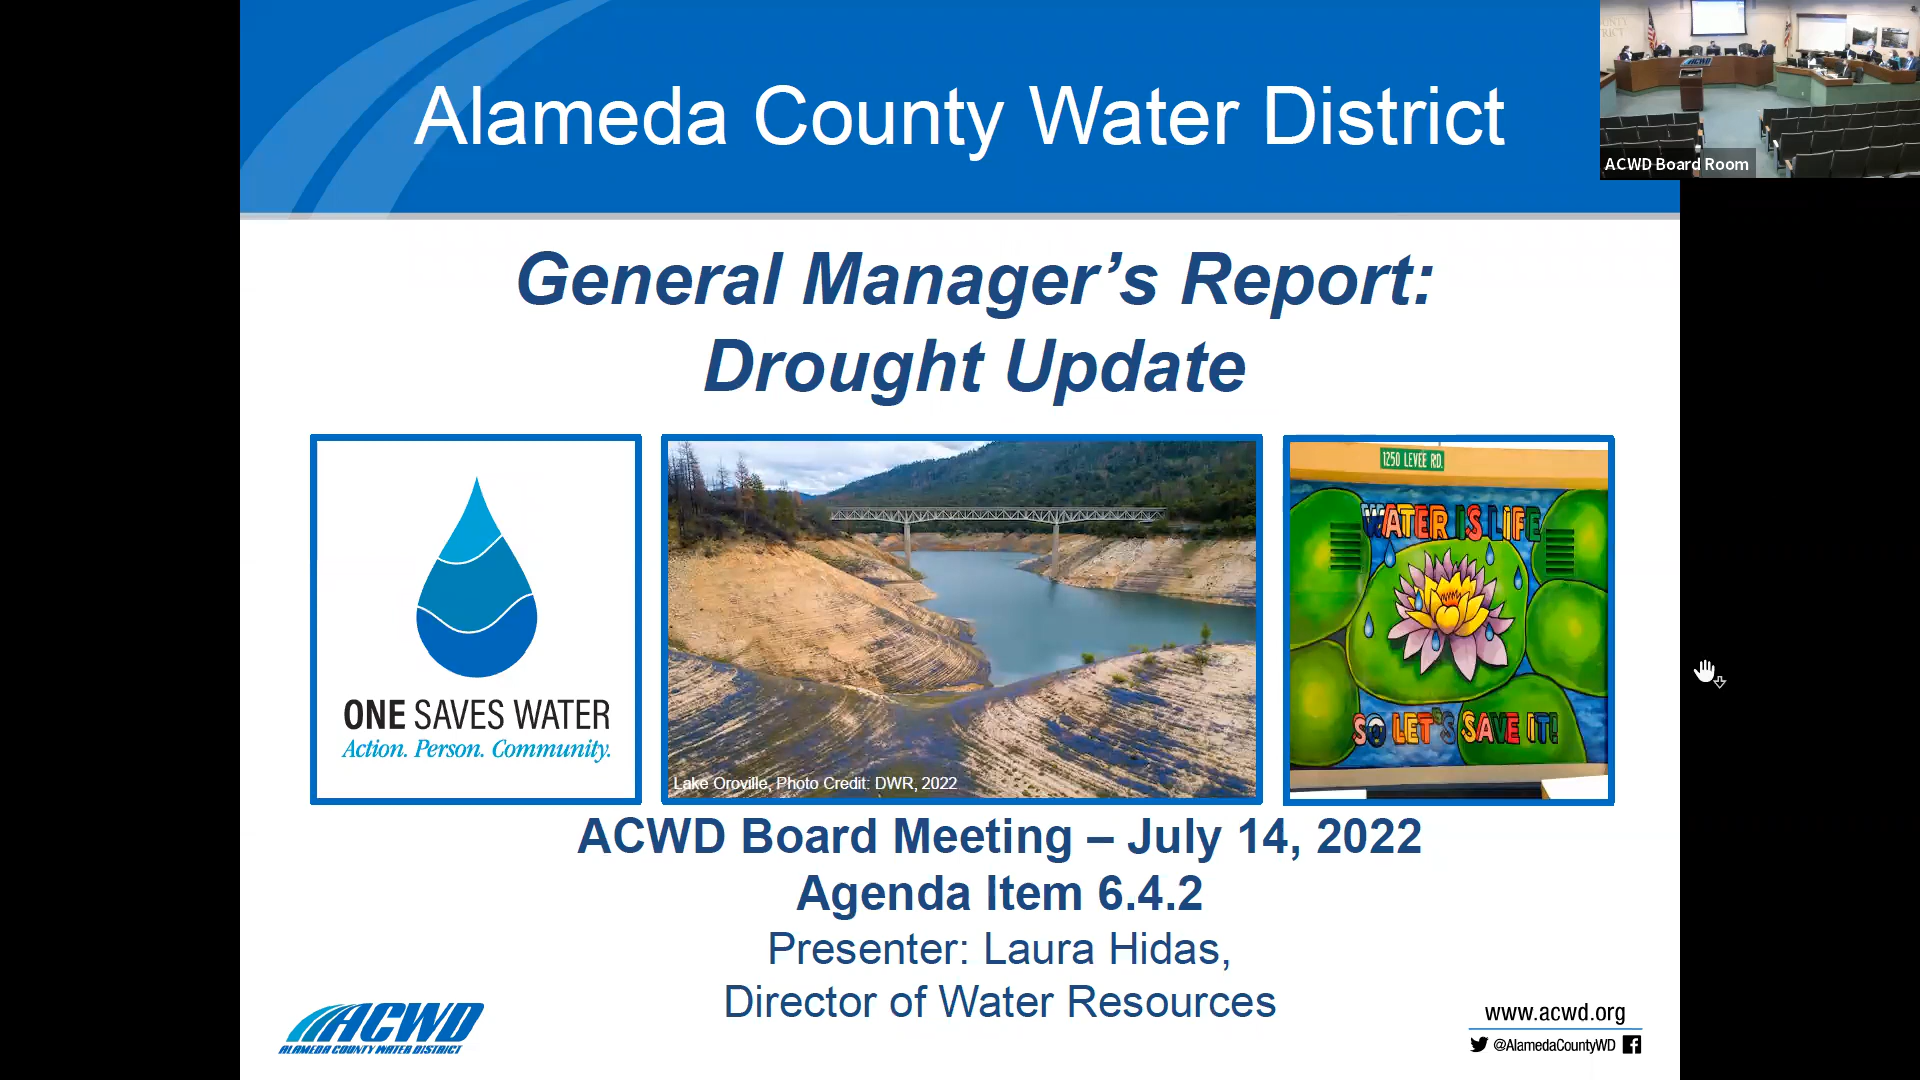 Alameda County Water District
ACWD
ACWD Board Room
General Manager’s Report:
Drought Update
ONE SAVES WATER
Action. Person. Community.
Lake Oroville, Photo Credit: DWR, 2022
1250 LEVEE RD.
WATER IS LIFE
SO LET'S SAVE IT!
ACWD Board Meeting – July 14, 2022
Agenda Item 6.4.2
Presenter: Laura Hidas,
Director of Water Resources
ACWD
ALAMEDA COUNTY WATER DISTRICT
www.acwd.org
@AlamedaCountyWD